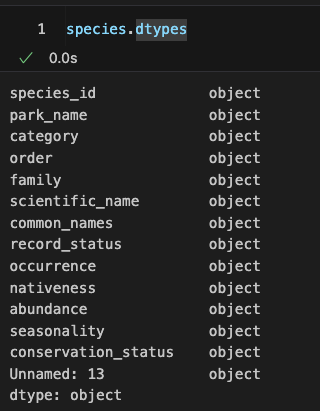 1 species.dtypes
0.0s
species_id object
park_name object
category object
order object
family object
scientific_name object
common_names object
record_status object
occurrence object
nativeness object
abundance object
seasonality object
conservation_status object
Unnamed: 13 object
dtype: object